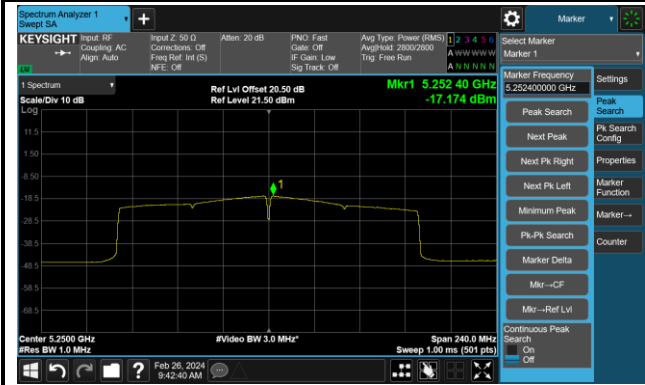 Spectrum Analyzer 1
Swept SA
Marker
KEYSIGHT
Input: RF
Coupling: AC
Align: Auto
Input Z: 50 Ω
Corrections: Off
Freq Ref: Int (S)
NFE: Off
Atten: 20 dB
PNO: Fast
Gate: Off
IF Gain: Low
Sig Track: Off
Avg Type: Power (RMS)
Avg|Hold: 2800/2800
Trig: Free Run
1 2 3 4 5 6
A W W W W W
A N N N N N
1 Spectrum
Scale/Div 10 dB
Log
Ref Lvl Offset 20.50 dB
Ref Level 21.50 dBm
Mkr1 5.252 40 GHz
-17.174 dBm
11.5
1.50
-8.50
-18.5
-28.5
-38.5
-48.5
-58.5
-68.5
1
Center 5.2500 GHz
#Res BW 1.0 MHz
#Video BW 3.0 MHz*
Span 240.0 MHz
Sweep 1.00 ms (501 pts)
Select Marker
Marker 1
Marker Frequency
5.252400000 GHz
Peak Search
Next Peak
Next Pk Right
Next Pk Left
Minimum Peak
Pk-Pk Search
Marker Delta
Mkr→CF
Mkr→Ref Lvl
Continuous Peak
Search
On
Off
Settings
Peak
Search
Pk Search
Config
Properties
Marker
Function
Marker→
Counter
Feb 26, 2024
9:42:40 AM